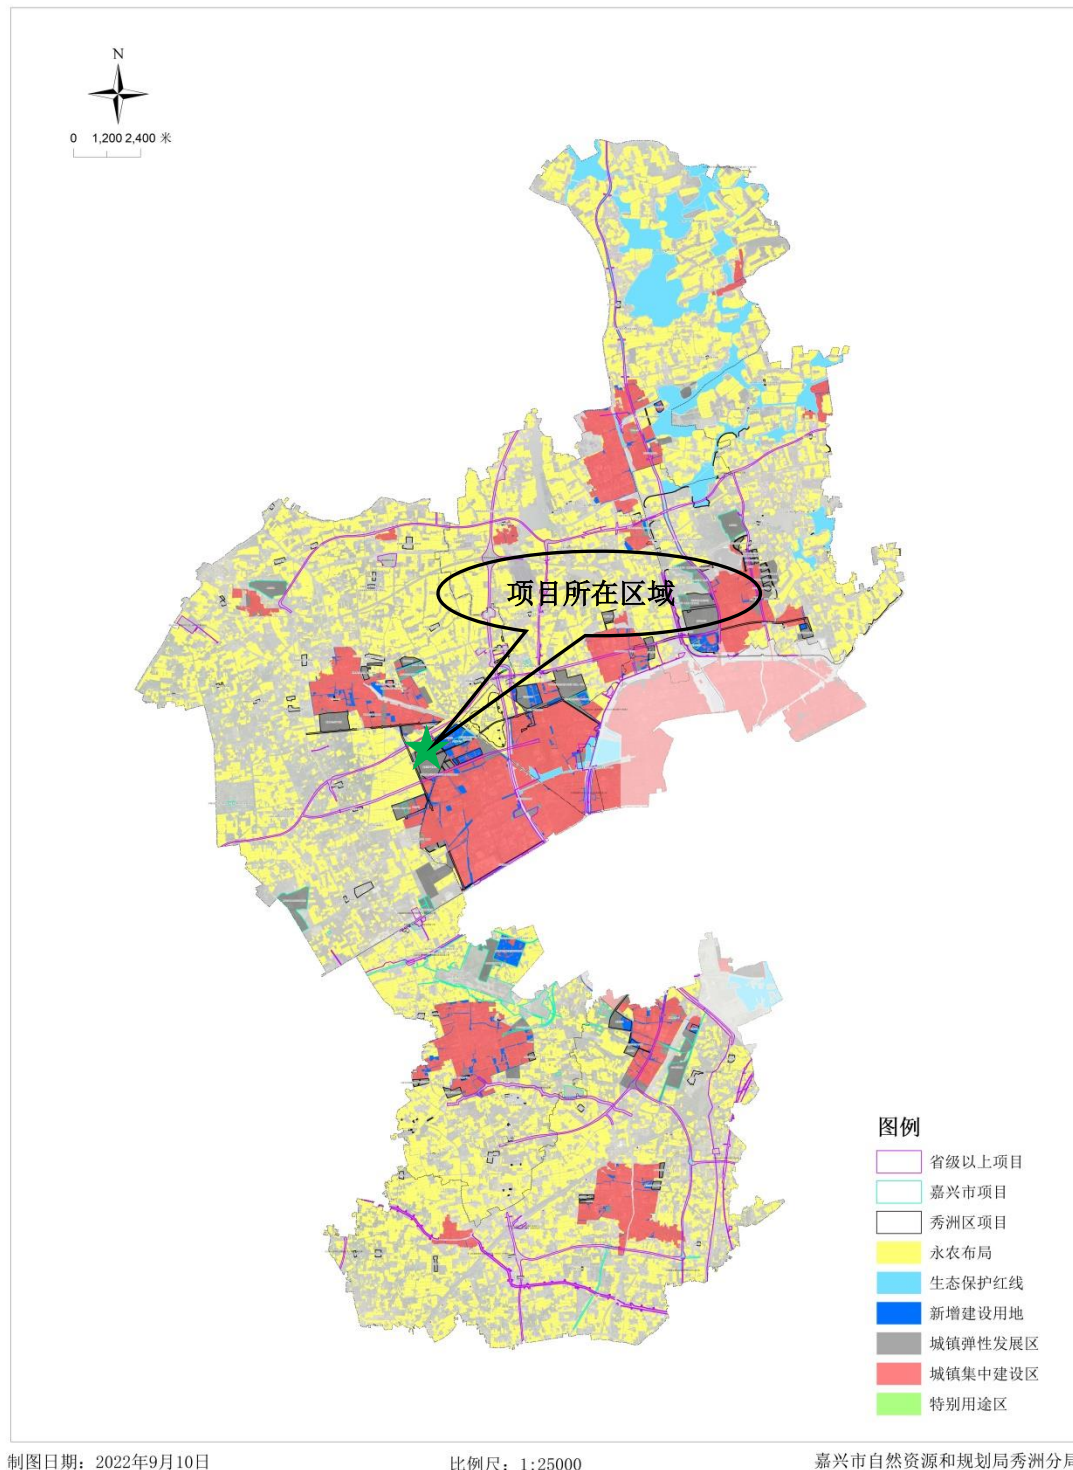 N
0 1,200 2,400 米
项目所在区域
图例
省级以上项目
嘉兴市项目
秀洲区项目
永农布局
生态保护红线
新增建设用地
城镇弹性发展区
城镇集中建设区
特别用途区
制图日期：2022年9月10日
比例尺：1:25000
嘉兴市自然资源和规划局秀洲分局